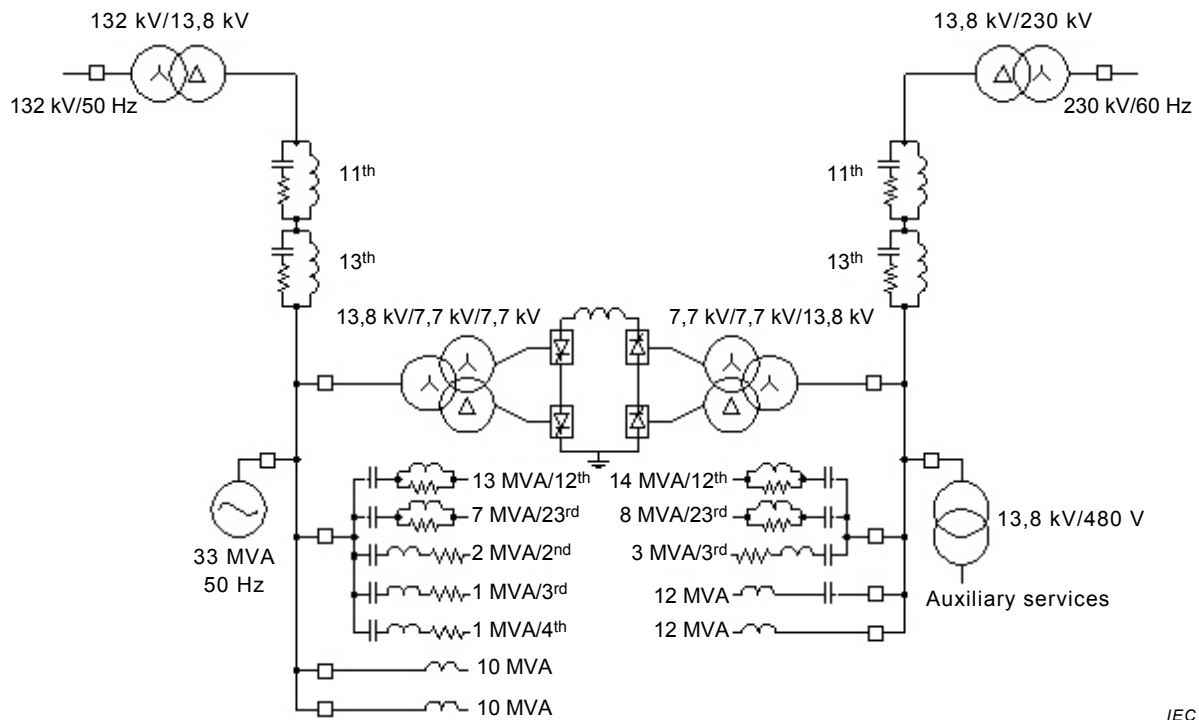 132 kV/13,8 kV
13,8 kV/230 kV
132 kV/50 Hz
230 kV/60 Hz
11th
11th
13th
13th
13,8 kV/7,7 kV/7,7 kV
7,7 kV/7,7 kV/13,8 kV
13 MVA/12th
14 MVA/12th
7 MVA/23rd
8 MVA/23rd
13,8 kV/480 V
33 MVA
50 Hz
2 MVA/2nd
3 MVA/3rd
1 MVA/3rd
12 MVA
Auxiliary services
1 MVA/4th
12 MVA
10 MVA
10 MVA
IEC